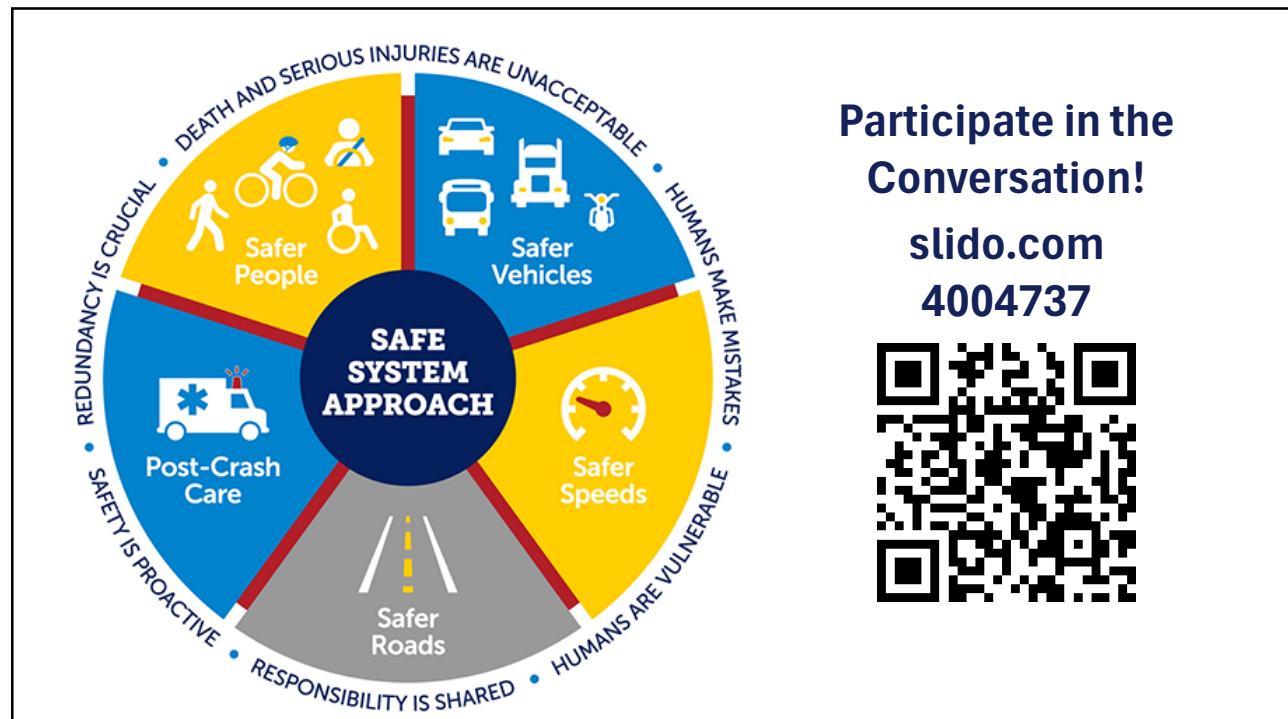 DEATH AND SERIOUS INJURIES ARE UNACCEPTABLE
HUMANS MAKE MISTAKES
HUMANS ARE VULNERABLE
RESPONSIBILITY IS SHARED
SAFETY IS PROACTIVE
REDUNDANCY IS CRUCIAL
Safer
People
Safer
Vehicles
SAFE
SYSTEM
APPROACH
Post-Crash
Care
Safer
Speeds
Safer
Roads
Participate in the
Conversation!
slido.com
4004737